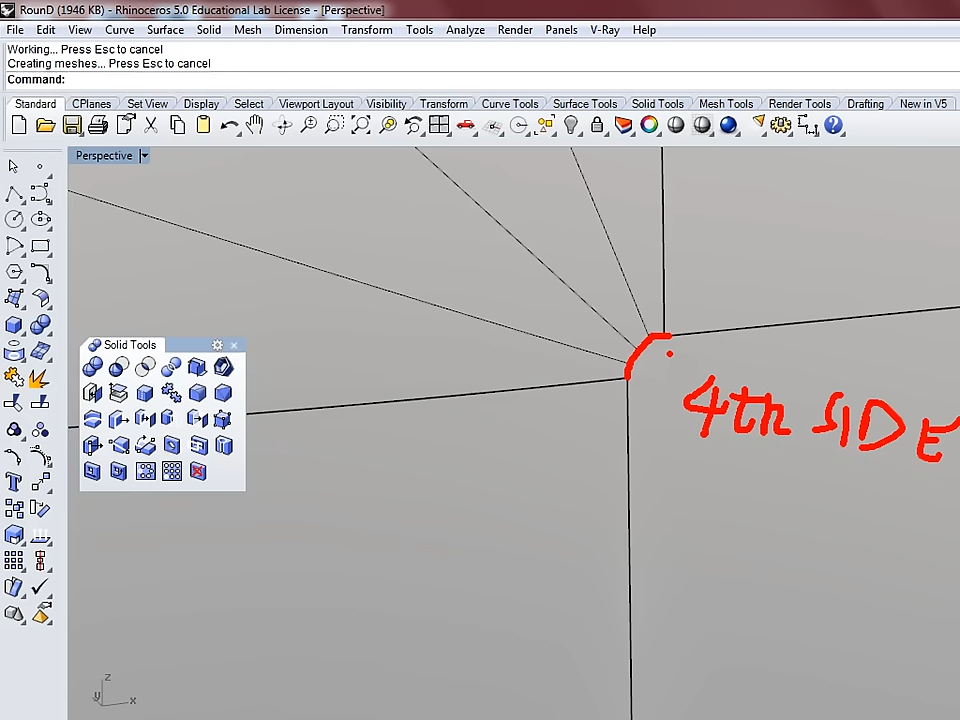 RounD (1946 KB) - Rhinoceros 5.0 Educational Lab License - [Perspective]
File Edit View Curve Surface Solid Mesh Dimension Transform Tools Analyze Render Panels V-Ray Help
Working... Press Esc to cancel
Creating meshes... Press Esc to cancel
Command:
Standard CPlanes Set View Display Select Viewport Layout Visibility Transform Curve Tools Surface Tools Solid Tools Mesh Tools Render Tools Drafting New in V5
Perspective
Solid Tools
4th SIDE
z
y x